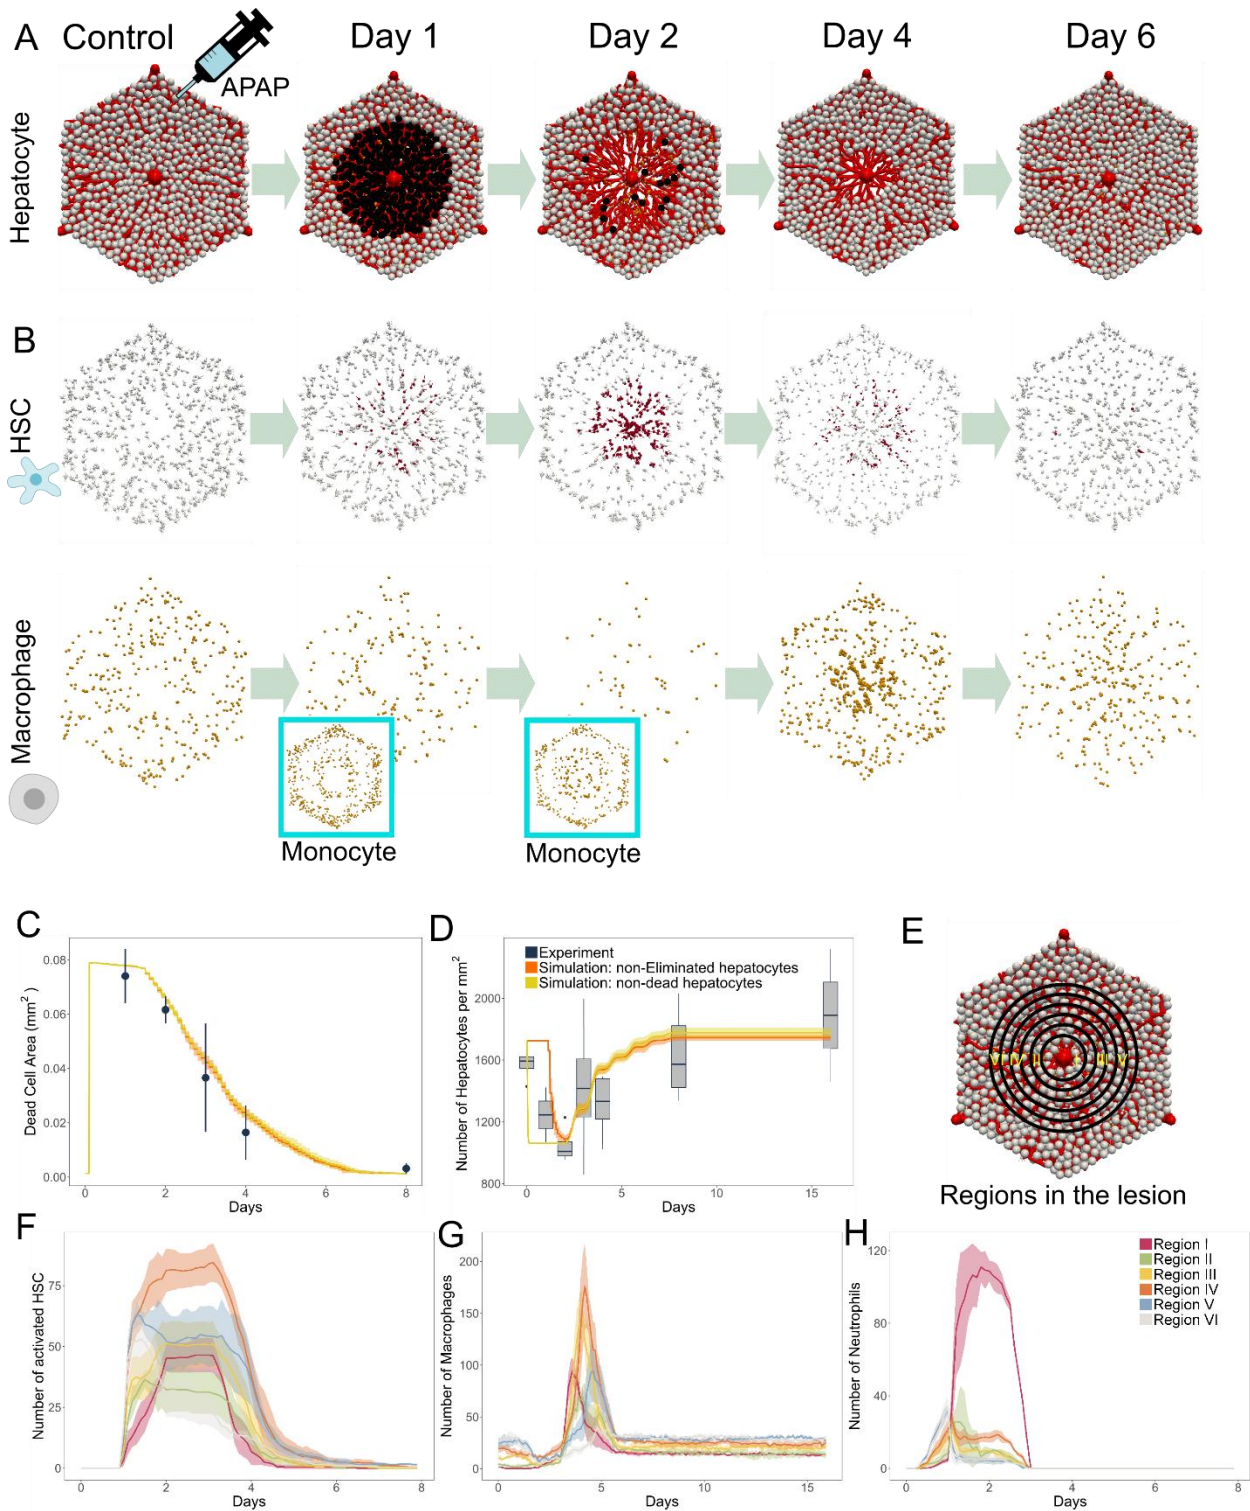 A Control Day 1 Day 2 Day 4 Day 6
APAP
Hepatocyte
B
HSC
Macrophage
Monocyte Monocyte
C
Dead Cell Area (mm²)
0.08
0.06
0.04
0.02
0.00
0 2 4 6 8
Days
D
Number of Hepatocytes per mm²
Experiment
Simulation: non-Eliminated hepatocytes
Simulation: non-dead hepatocytes
2000
1600
1200
800
0 5 10 15
Days
E
VI IV II III V
Regions in the lesion
F
Number of activated HSC
75
50
25
0
0 2 4 6 8
Days
G
Number of Macrophages
200
150
100
50
0
0 5 10 15
Days
H
Number of Neutrophils
120
80
40
0
0 2 4 6 8
Days
Region I
Region II
Region III
Region IV
Region V
Region VI